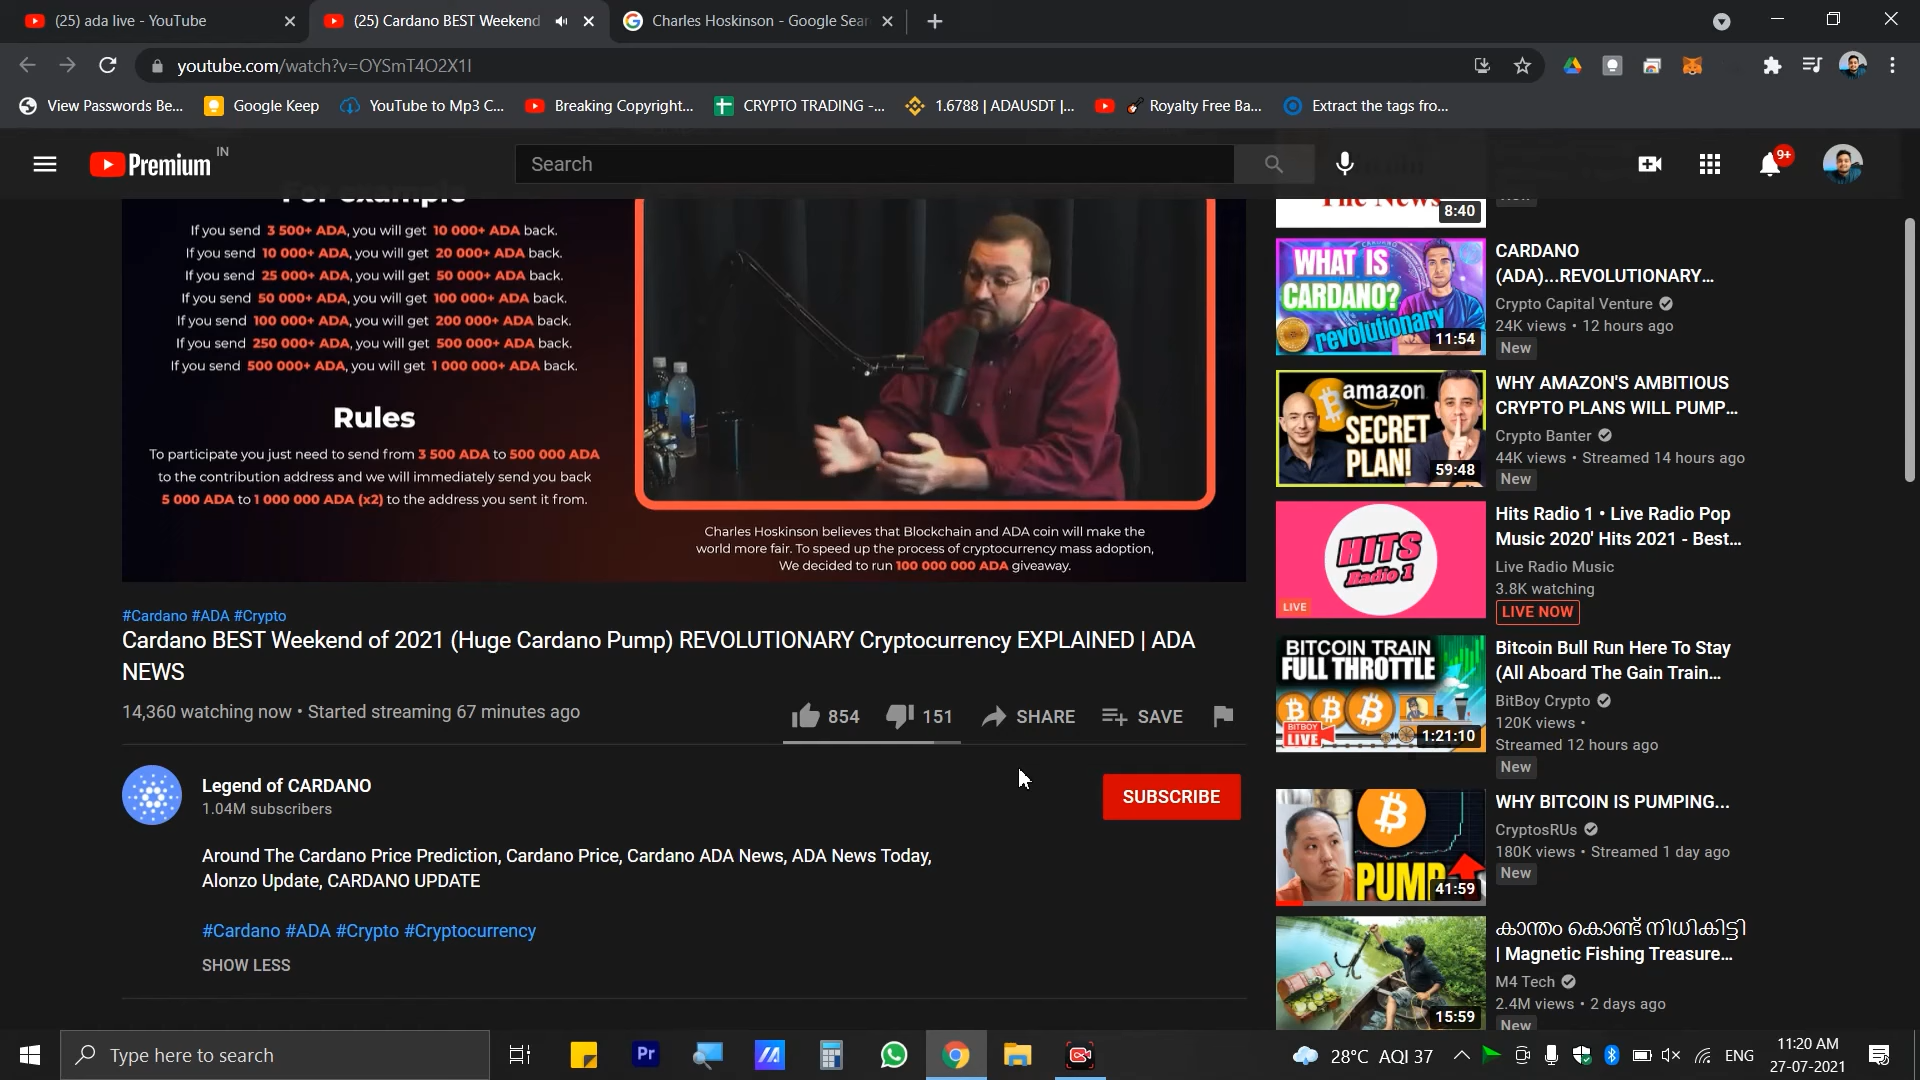 (25) ada live - YouTube
(25) Cardano BEST Weekend
Charles Hoskinson - Google Sear
youtube.com/watch?v=OYSmT4O2X1I
View Passwords Be...
Google Keep
YouTube to Mp3 C...
Breaking Copyright...
CRYPTO TRADING -...
1.6788 | ADAUSDT |...
Royalty Free Ba...
Extract the tags fro...
Premium IN
Search
9+
For example
If you send 3 500+ ADA, you will get 10 000+ ADA back.
If you send 10 000+ ADA, you will get 20 000+ ADA back.
If you send 25 000+ ADA, you will get 50 000+ ADA back.
If you send 50 000+ ADA, you will get 100 000+ ADA back.
If you send 100 000+ ADA, you will get 200 000+ ADA back.
If you send 250 000+ ADA, you will get 500 000+ ADA back.
If you send 500 000+ ADA, you will get 1 000 000+ ADA back.
Rules
To participate you just need to send from 3 500 ADA to 500 000 ADA
to the contribution address and we will immediately send you back
5 000 ADA to 1 000 000 ADA (x2) to the address you sent it from.
Charles Hoskinson believes that Blockchain and ADA coin will make the
world more fair. To speed up the process of cryptocurrency mass adoption,
We decided to run 100 000 000 ADA giveaway.
#Cardano #ADA #Crypto
Cardano BEST Weekend of 2021 (Huge Cardano Pump) REVOLUTIONARY Cryptocurrency EXPLAINED | ADA
NEWS
14,360 watching now • Started streaming 67 minutes ago
854
151
SHARE
SAVE
Legend of CARDANO
1.04M subscribers
SUBSCRIBE
Around The Cardano Price Prediction, Cardano Price, Cardano ADA News, ADA News Today,
Alonzo Update, CARDANO UPDATE
#Cardano #ADA #Crypto #Cryptocurrency
SHOW LESS
The News
8:40
WHAT IS
CARDANO?
revolutionary
11:54
CARDANO
(ADA)...REVOLUTIONARY...
Crypto Capital Venture
24K views • 12 hours ago
New
amazon
SECRET
PLAN!
59:48
WHY AMAZON'S AMBITIOUS
CRYPTO PLANS WILL PUMP...
Crypto Banter
44K views • Streamed 14 hours ago
New
HITS
Radio 1
LIVE
Hits Radio 1 • Live Radio Pop
Music 2020' Hits 2021 - Best...
Live Radio Music
3.8K watching
LIVE NOW
BITCOIN TRAIN
FULL THROTTLE
BITBOY
LIVE
1:21:10
Bitcoin Bull Run Here To Stay
(All Aboard The Gain Train...
BitBoy Crypto
120K views •
Streamed 12 hours ago
New
PUMP
41:59
WHY BITCOIN IS PUMPING...
CryptosRUs
180K views • Streamed 1 day ago
New
15:59
കാന്തം കൊണ്ട് നിധികിട്ടി
| Magnetic Fishing Treasure...
M4 Tech
2.4M views • 2 days ago
New
Type here to search
Pr
28°C AQI 37
ENG
11:20 AM
27-07-2021